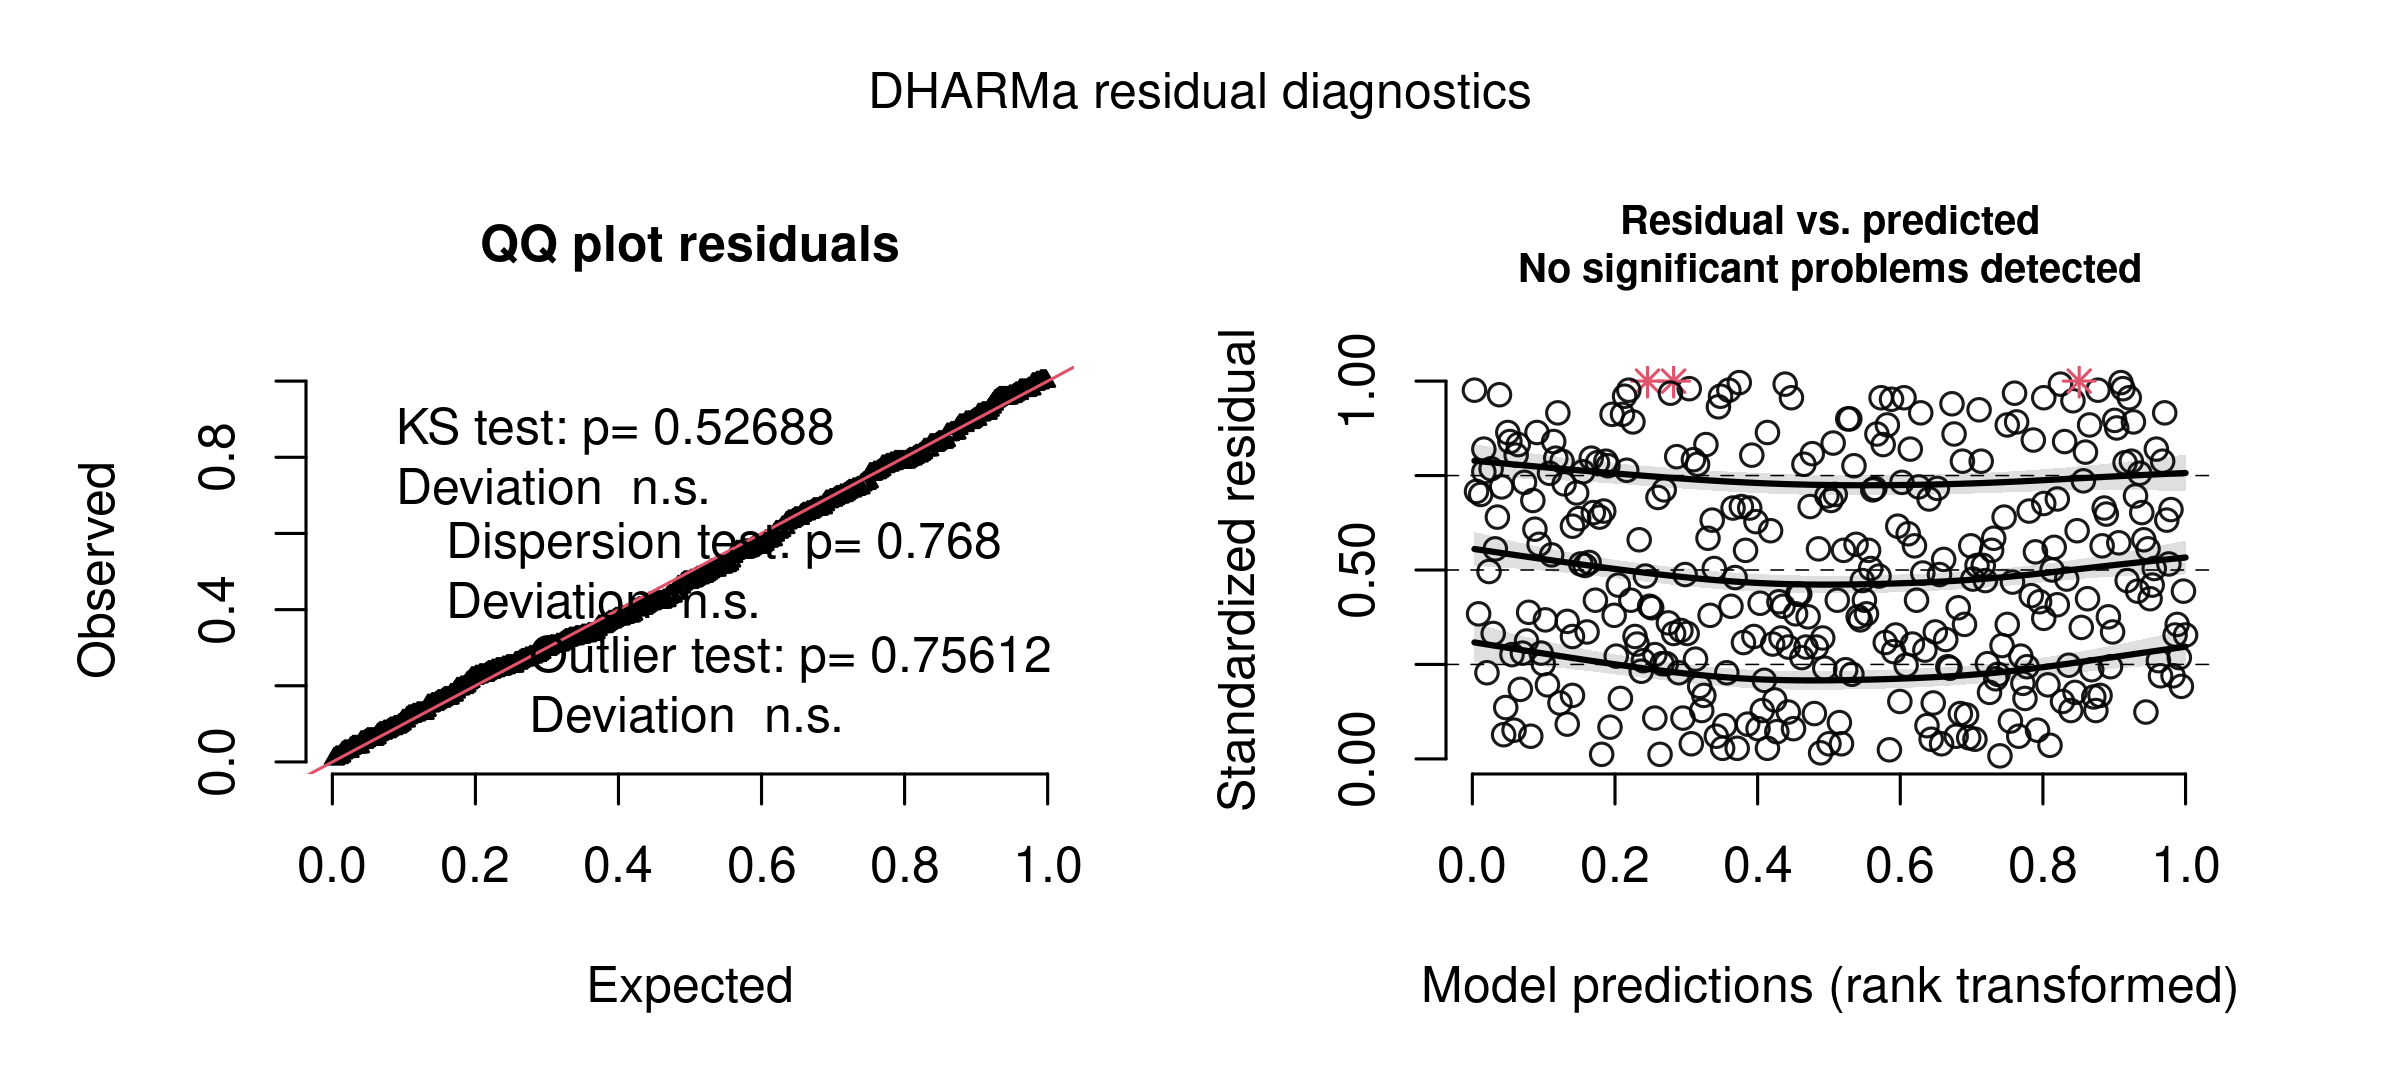 DHARMa residual diagnostics
QQ plot residuals
KS test: p= 0.52688
Deviation n.s.
Dispersion test: p= 0.768
Deviation n.s.
Outlier test: p= 0.75612
Deviation n.s.
Observed
0.0 0.4 0.8
0.0 0.2 0.4 0.6 0.8 1.0
Expected
Residual vs. predicted
No significant problems detected
Standardized residual
0.00 0.50 1.00
0.0 0.2 0.4 0.6 0.8 1.0
Model predictions (rank transformed)